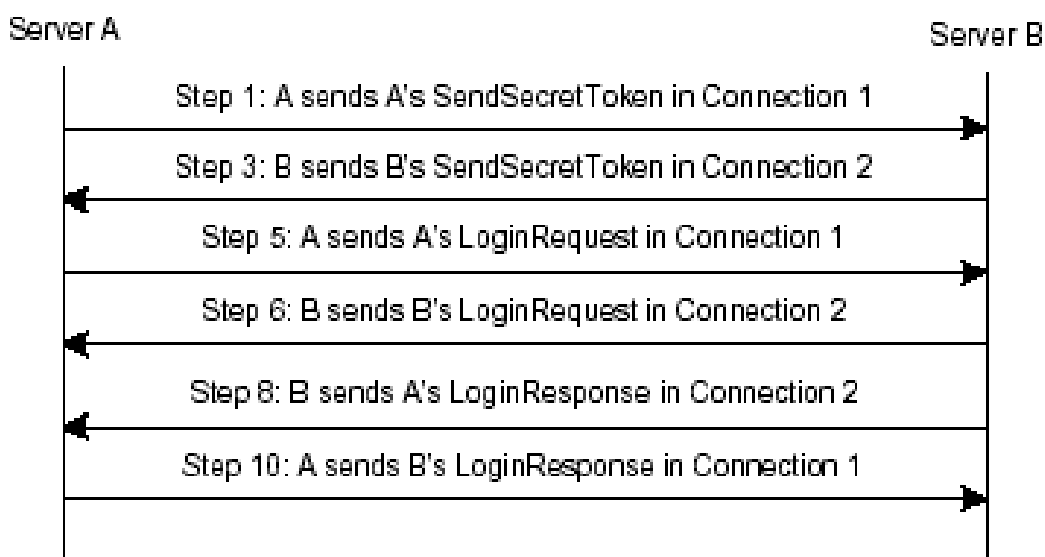 Server A
Server B
Step 1: A sends A's SendSecretToken in Connection 1
Step 3: B sends B's SendSecretToken in Connection 2
Step 5: A sends A's LoginRequest in Connection 1
Step 6: B sends B's LoginRequest in Connection 2
Step 8: B sends A's LoginResponse in Connection 2
Step 10: A sends B's LoginResponse in Connection 1